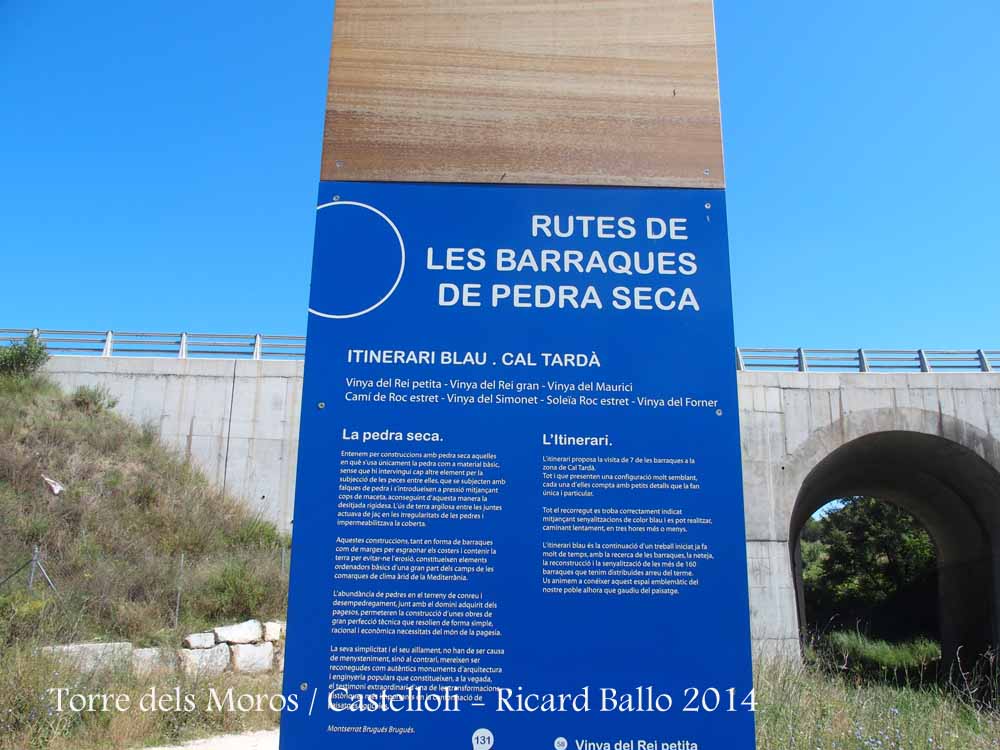 RUTES DE
LES BARRAQUES
DE PEDRA SECA
ITINERARI BLAU . CAL TARDÀ
Vinya del Rei petita - Vinya del Rei gran - Vinya del Maurici
Camí de Roc estret - Vinya del Simonet - Soleïa Roc estret - Vinya del Forner
La pedra seca.
Entenem per construccions amb pedra seca aquelles
en què s'usa únicament la pedra com a material bàsic,
sense que hi intervingui cap altre element per la
subjecció de les peces entre elles, que se subjecten amb
falques de pedra i s'introdueixen a pressió mitjançant
cops de maceta, aconseguint d'aquesta manera la
desitjada rigidesa. L'ús de terra argilosa entre les juntes
actuava de jaç en les irregularitats de les pedres i
impermeabilitzava la coberta.
Aquestes construccions, tant en forma de barraques
com de marges per esgraonar els costers i contenir la
terra per evitar-ne l'erosió, constitueixen elements
ordenadors bàsics d'una gran part dels camps de les
comarques de clima àrid de la Mediterrània.
L'abundància de pedres en el terreny de conreu i
desempedregament, junt amb el domini adquirit dels
pagesos, permeteren la construcció d'unes obres de
gran perfecció tècnica que resolien de forma simple,
racional i econòmica necessitats del món de la pagesia.
La seva simplicitat i el seu aïllament, no han de ser causa
de menysteniment, sinó al contrari, mereixen ser
reconegudes com autèntics monuments d'arquitectura
i enginyeria populars que constitueixen, a la vegada,
el testimoni extraordinari d'una de les transformacions
Montserrat Brugués Brugués.
131
L'Itinerari.
L'itinerari proposa la visita de 7 de les barraques a la
zona de Cal Tardà.
Tot i que presenten una configuració molt semblant,
cada una d'elles compta amb petits detalls que la fan
única i particular.
Tot el recorregut es troba correctament indicat
mitjançant senyalitzacions de color blau i es pot realitzar,
caminant lentament, en tres hores més o menys.
L'itinerari blau és la continuació d'un treball iniciat ja fa
molt de temps, amb la recerca de les barraques, la neteja,
la reconstrucció i la senyalització de les més de 160
barraques que tenim distribuïdes arreu del terme.
Us animem a conéixer aquest espai emblemàtic del
nostre poble alhora que gaudiu del paisatge.
58 Vinya del Rei petita
Torre dels Moros / Castellolí – Ricard Ballo 2014